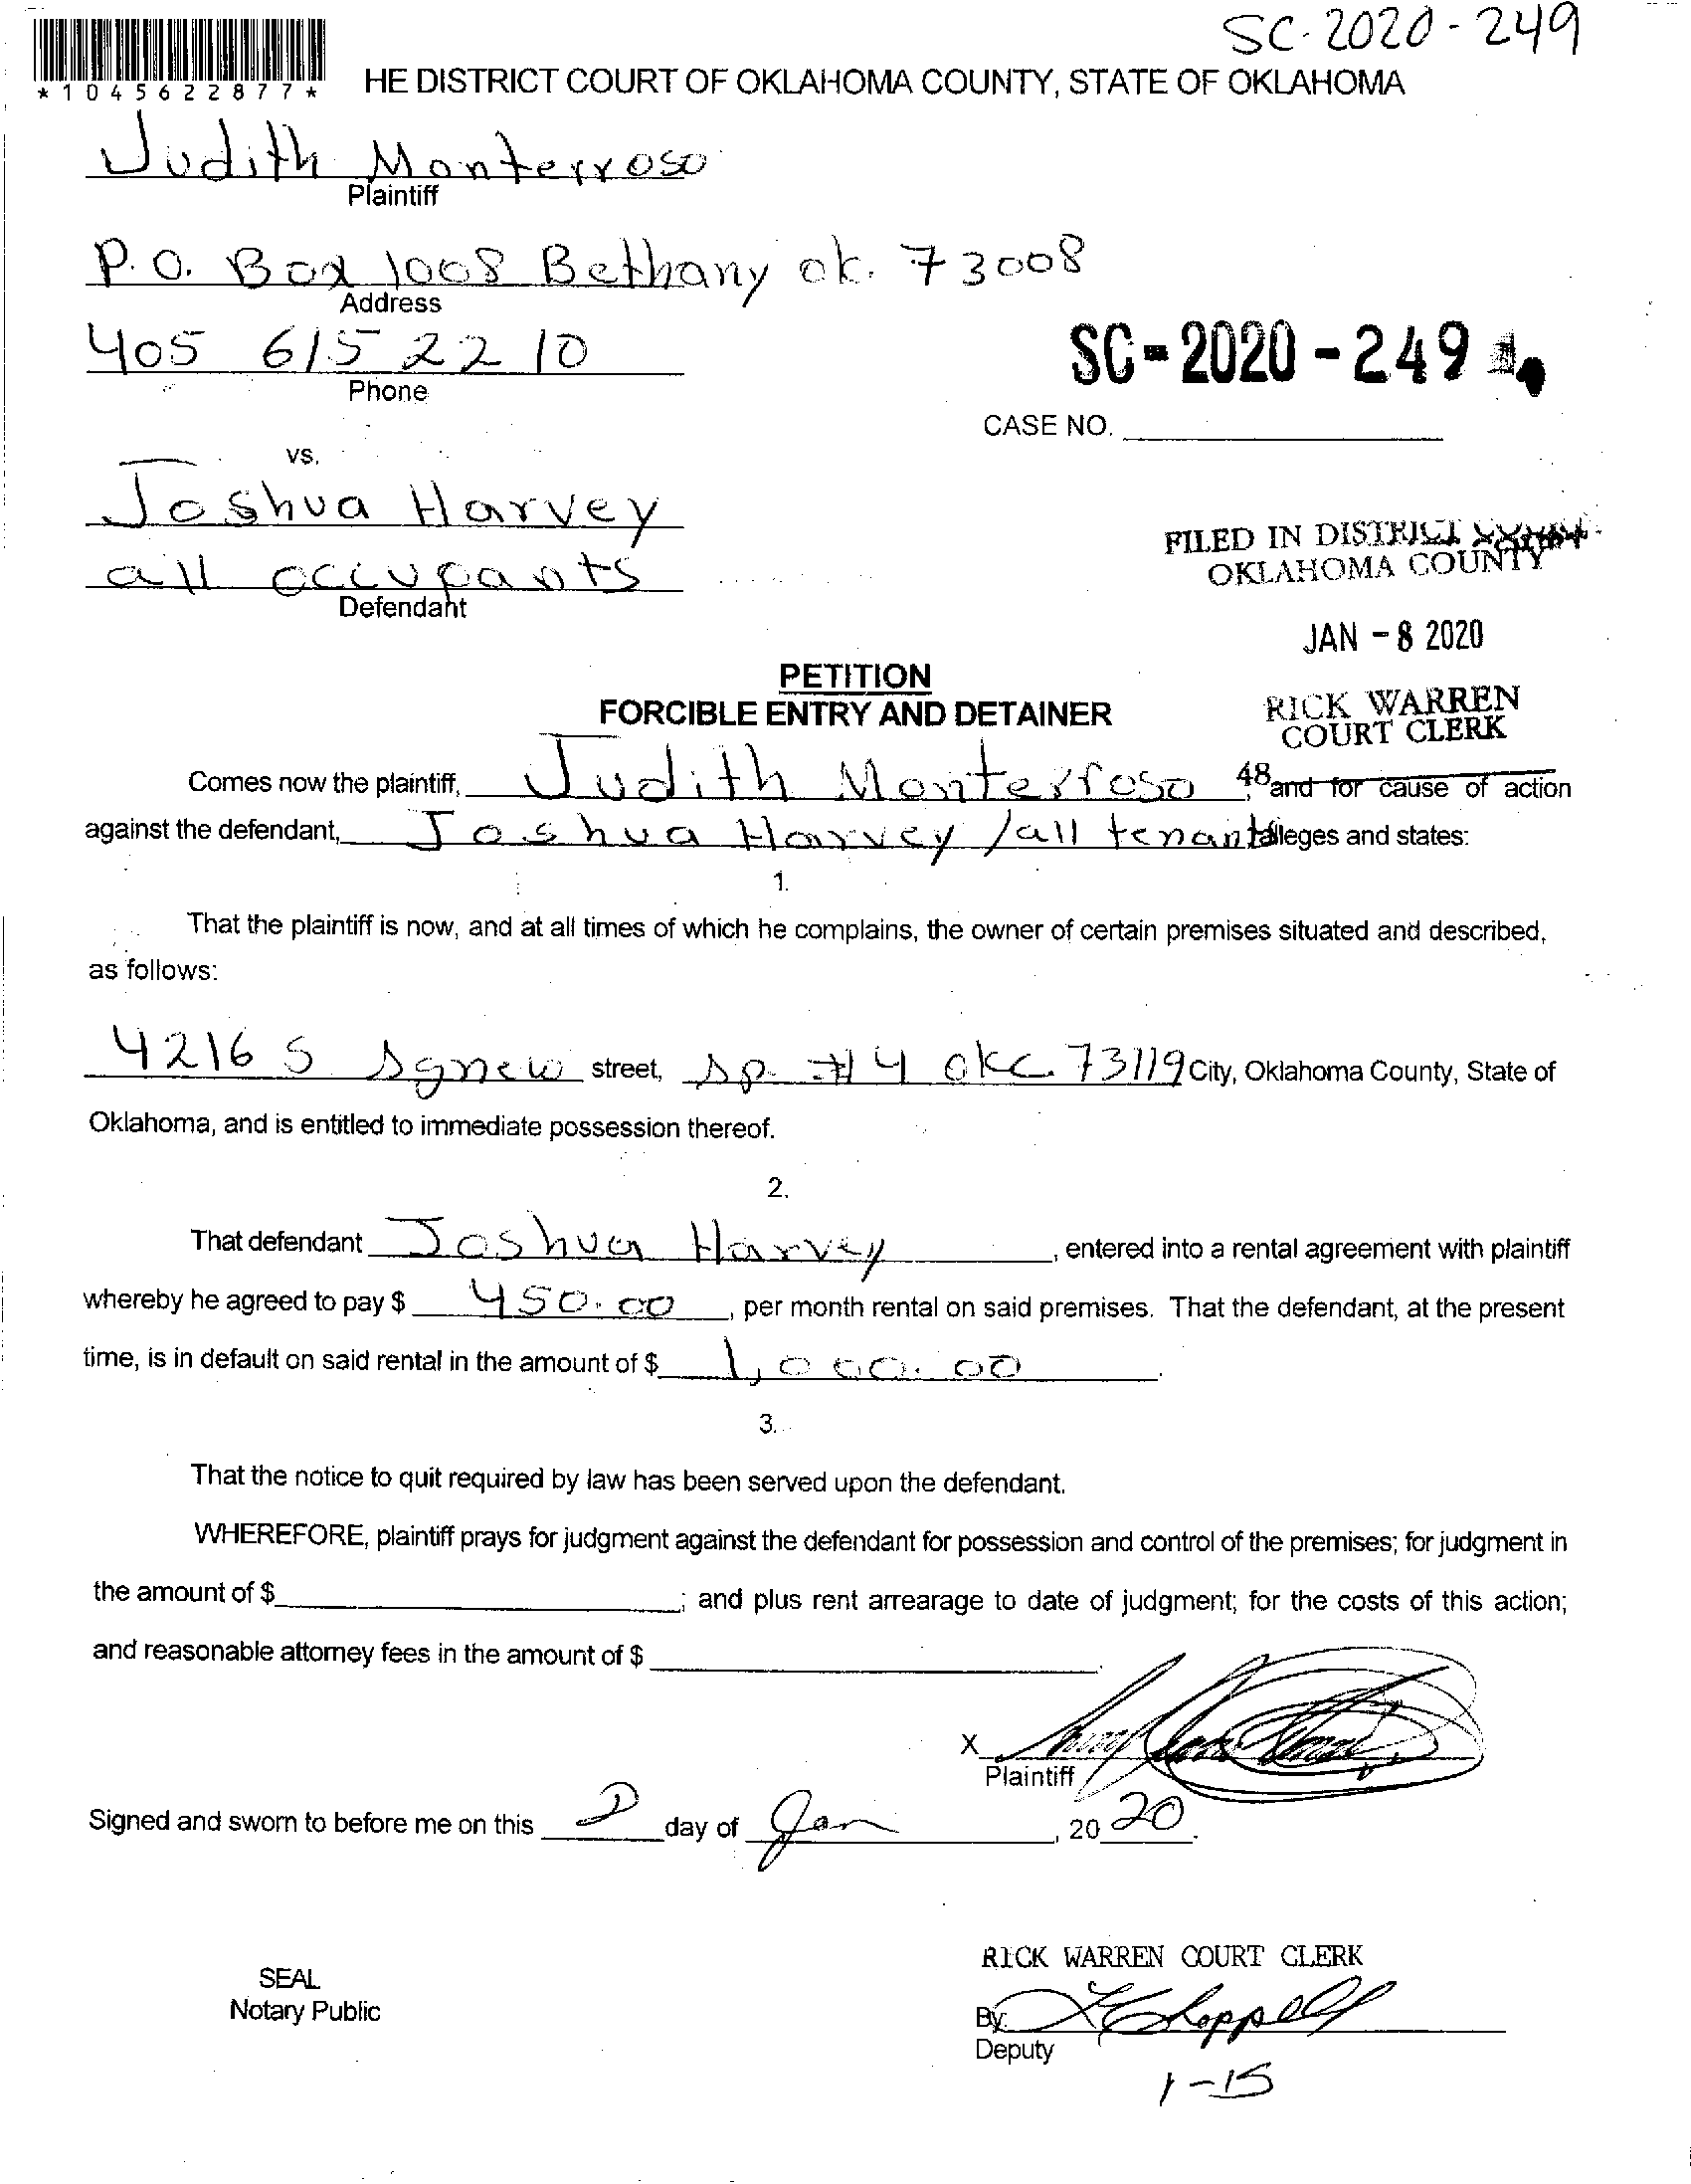 SC-2020-249
*1045622877*
HE DISTRICT COURT OF OKLAHOMA COUNTY, STATE OF OKLAHOMA
Judith Monterroso
Plaintiff
P.O. Box 1008 Bethany ok. 73008
Address
405 615 22 10
Phone
SC-2020-249
CASE NO.
vs.
Joshua Harvey
all occupants
Defendant
FILED IN DISTRICT
OKLAHOMA COUNTY
JAN -8 2020
RICK WARREN
COURT CLERK
PETITION
FORCIBLE ENTRY AND DETAINER
48
Comes now the plaintiff, Judith Monterroso, and for cause of action
against the defendant, Joshua Harvey /all tenants alleges and states:
1.
That the plaintiff is now, and at all times of which he complains, the owner of certain premises situated and described,
as follows:
4216 S Agnew street, Sp. #4 okc. 73119 City, Oklahoma County, State of
Oklahoma, and is entitled to immediate possession thereof.
2.
That defendant Joshua Harvey, entered into a rental agreement with plaintiff
whereby he agreed to pay $ 450.00, per month rental on said premises. That the defendant, at the present
time, is in default on said rental in the amount of $ 1,000.00.
3.
That the notice to quit required by law has been served upon the defendant.
WHEREFORE, plaintiff prays for judgment against the defendant for possession and control of the premises; for judgment in
the amount of $ ; and plus rent arrearage to date of judgment; for the costs of this action;
and reasonable attorney fees in the amount of $ .
X
Plaintiff
Signed and sworn to before me on this day of Jan, 2020.
RICK WARREN COURT CLERK
SEAL
Notary Public
By:
Deputy
1-15